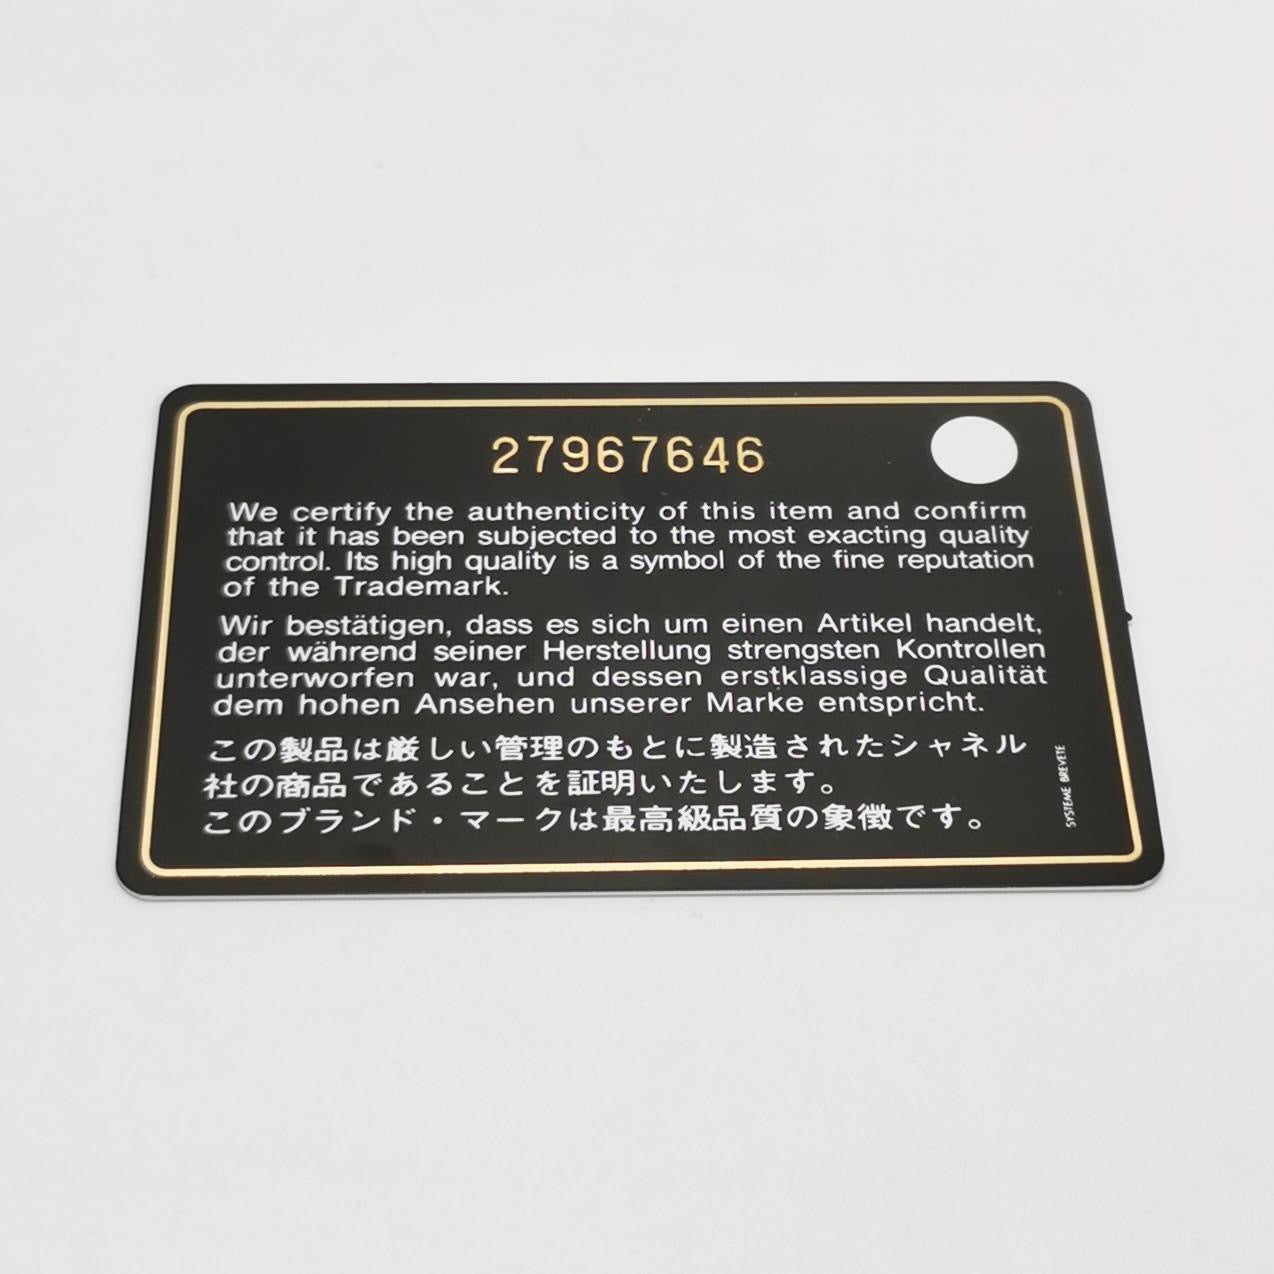 27967646
We certify the authenticity of this item and confirm
that it has been subjected to the most exacting quality
control. Its high quality is a symbol of the fine reputation
of the Trademark.
Wir bestätigen, dass es sich um einen Artikel handelt,
der während seiner Herstellung strengsten Kontrollen
unterworfen war, und dessen erstklassige Qualität
dem hohen Ansehen unserer Marke entspricht.
この製品は厳しい管理のもとに製造されたシャネル
社の商品であることを証明いたします。
このブランド・マークは最高級品質の象徴です。
SYSTEME BREVETE